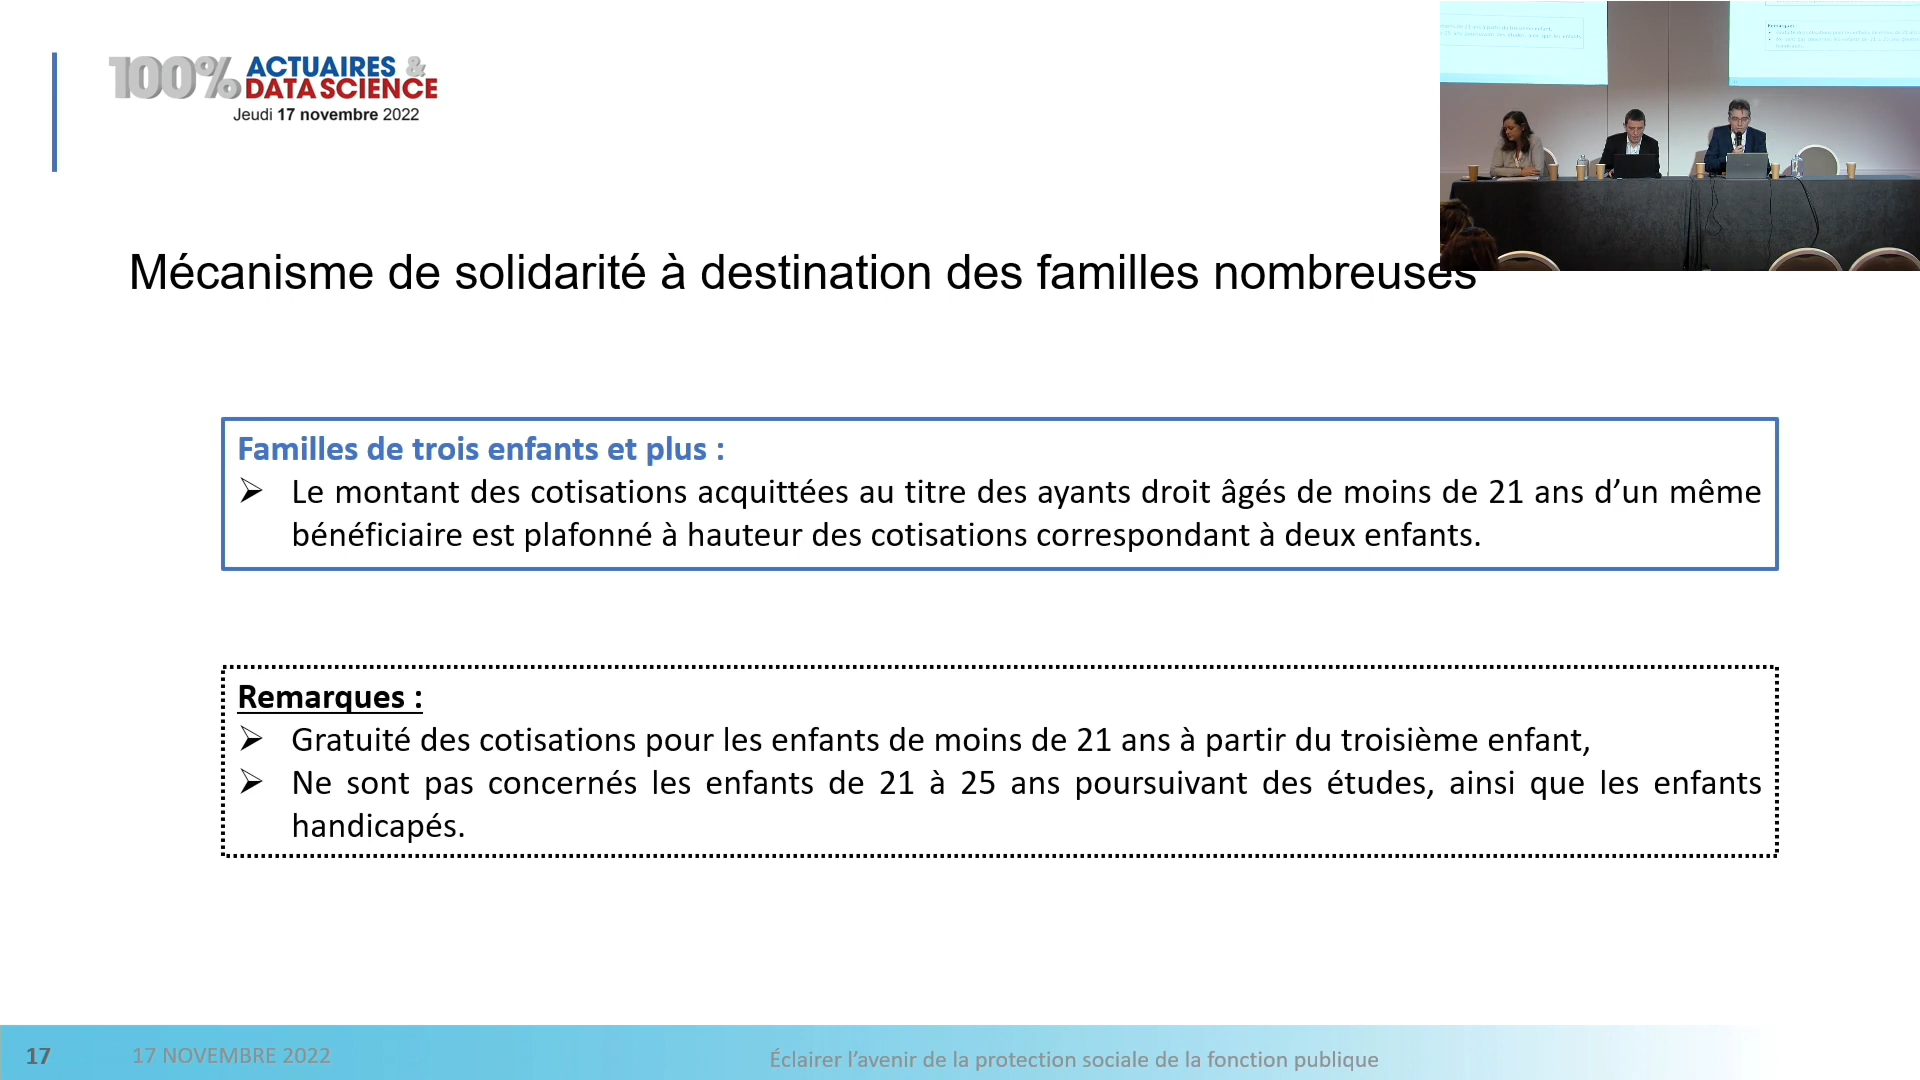 100% ACTUAIRES &
DATA SCIENCE
Jeudi 17 novembre 2022
Mécanisme de solidarité à destination des familles nombreuses
Familles de trois enfants et plus :
➢ Le montant des cotisations acquittées au titre des ayants droit âgés de moins de 21 ans d’un même
bénéficiaire est plafonné à hauteur des cotisations correspondant à deux enfants.
Remarques :
➢ Gratuité des cotisations pour les enfants de moins de 21 ans à partir du troisième enfant,
➢ Ne sont pas concernés les enfants de 21 à 25 ans poursuivant des études, ainsi que les enfants
handicapés.
17
17 NOVEMBRE 2022
Éclairer l’avenir de la protection sociale de la fonction publique